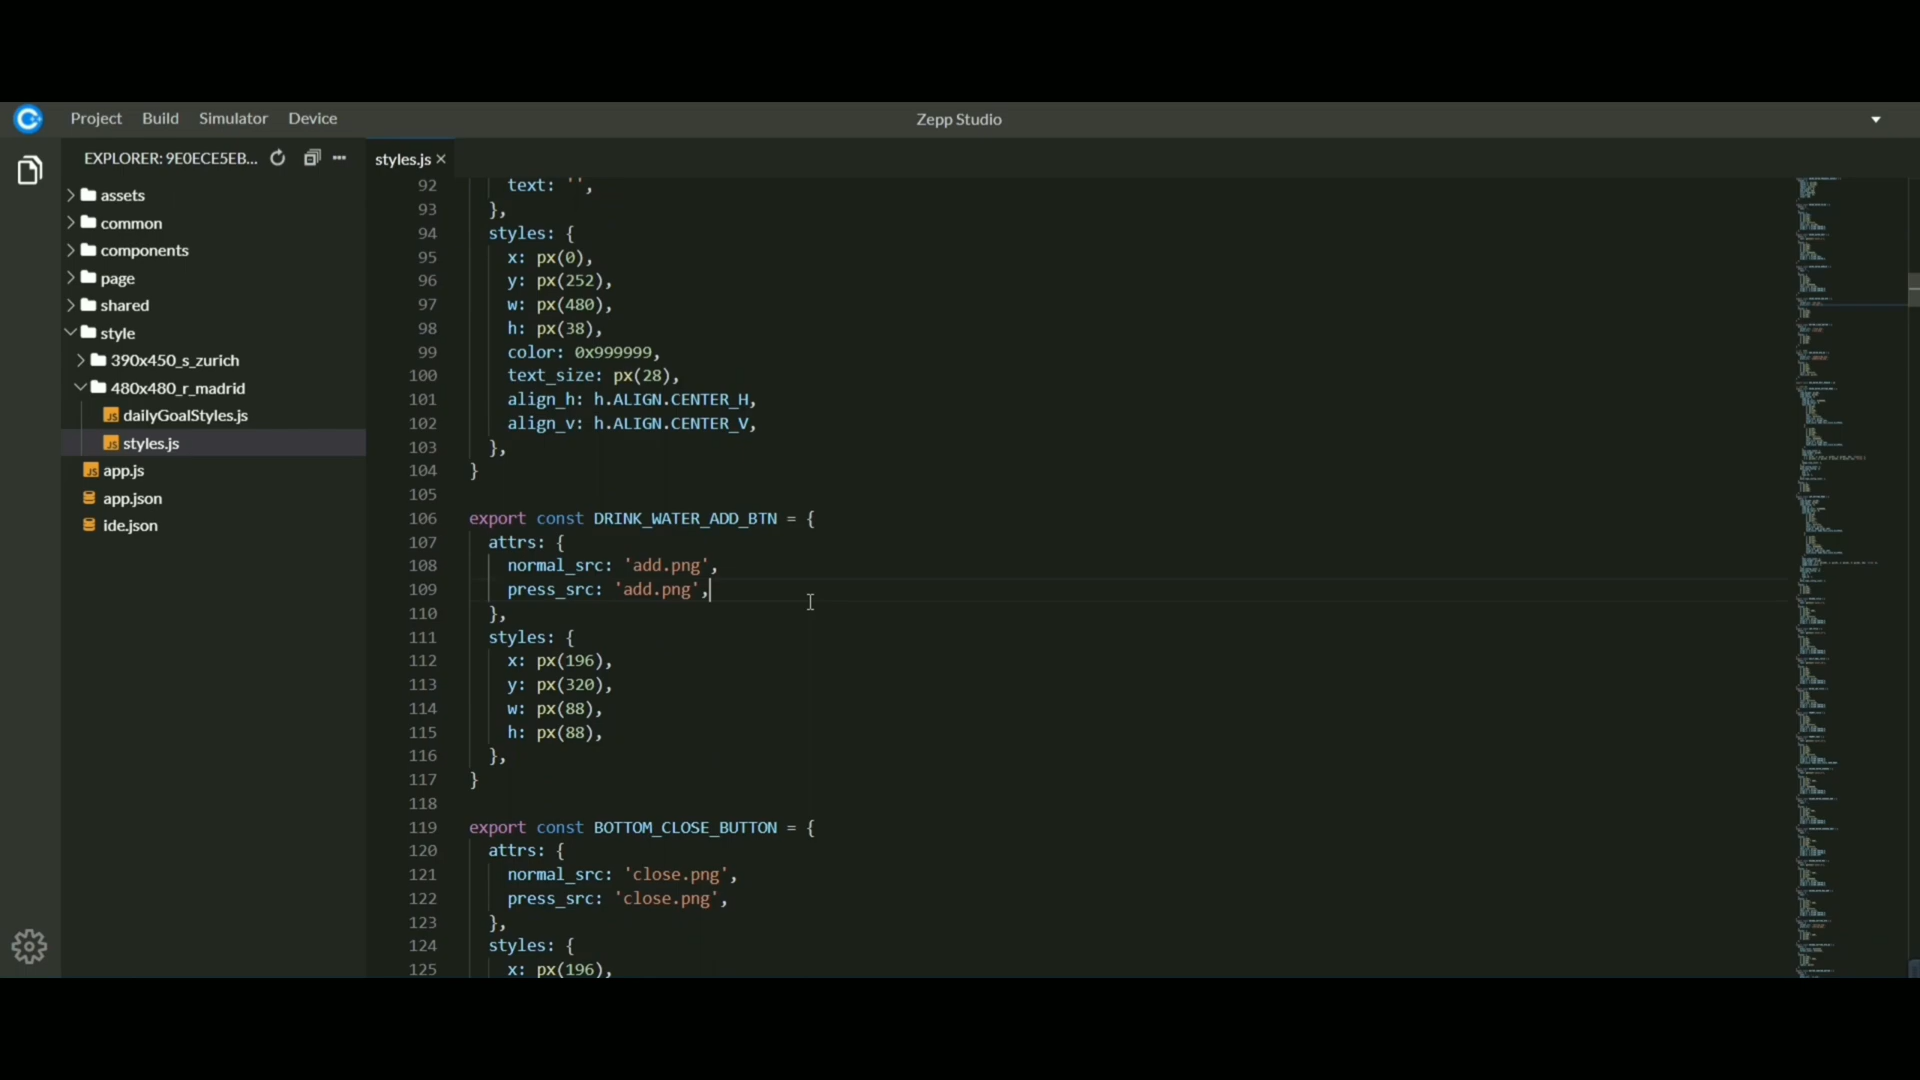 Project Build Simulator Device
Zepp Studio
EXPLORER: 9E0ECE5EB...
styles.js
assets
common
components
page
shared
style
390x450_s_zurich
480x480_r_madrid
JS dailyGoalStyles.js
JS styles.js
JS app.js
app.json
ide.json
92 text: '',
93 },
94 styles: {
95 x: px(0),
96 y: px(252),
97 w: px(480),
98 h: px(38),
99 color: 0x999999,
100 text_size: px(28),
101 align_h: h.ALIGN.CENTER_H,
102 align_v: h.ALIGN.CENTER_V,
103 },
104 }
105
106 export const DRINK_WATER_ADD_BTN = {
107 attrs: {
108 normal_src: 'add.png',
109 press_src: 'add.png',
110 },
111 styles: {
112 x: px(196),
113 y: px(320),
114 w: px(88),
115 h: px(88),
116 },
117 }
118
119 export const BOTTOM_CLOSE_BUTTON = {
120 attrs: {
121 normal_src: 'close.png',
122 press_src: 'close.png',
123 },
124 styles: {
125 x: px(196),